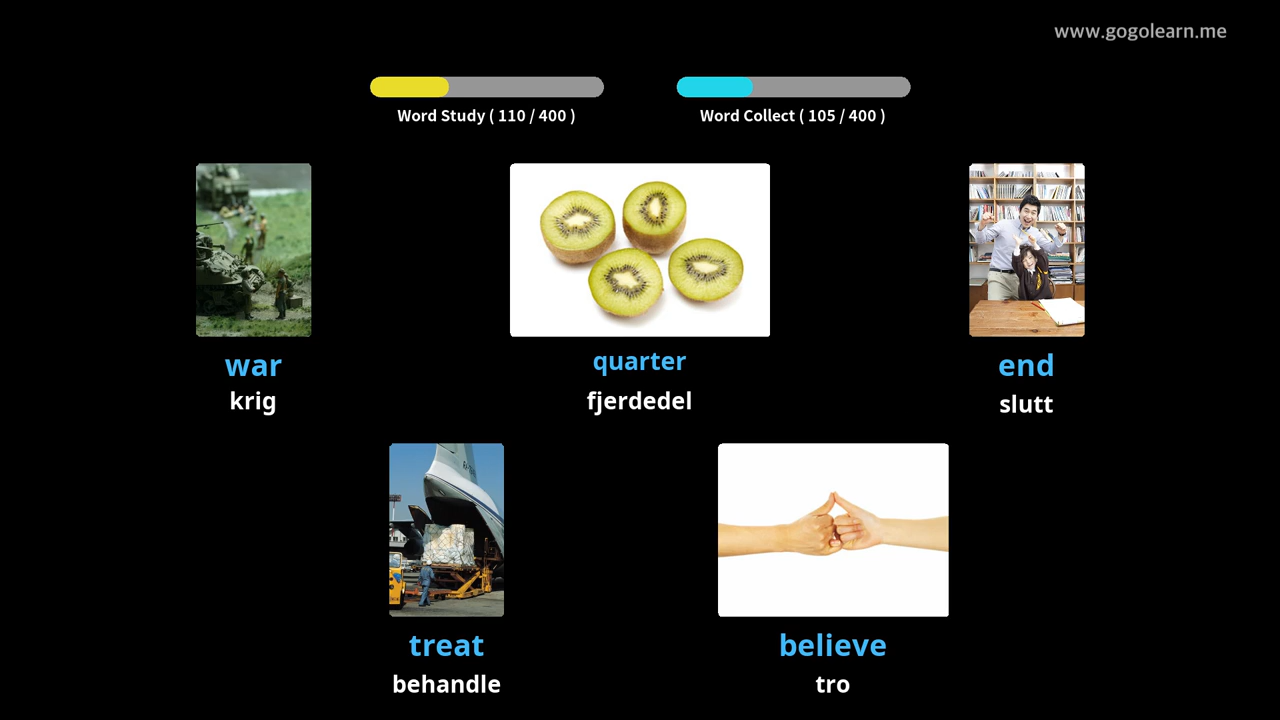 www.gogolearn.me
Word Study ( 110 / 400 )
Word Collect ( 105 / 400 )
war
krig
quarter
fjerdedel
end
slutt
treat
behandle
believe
tro